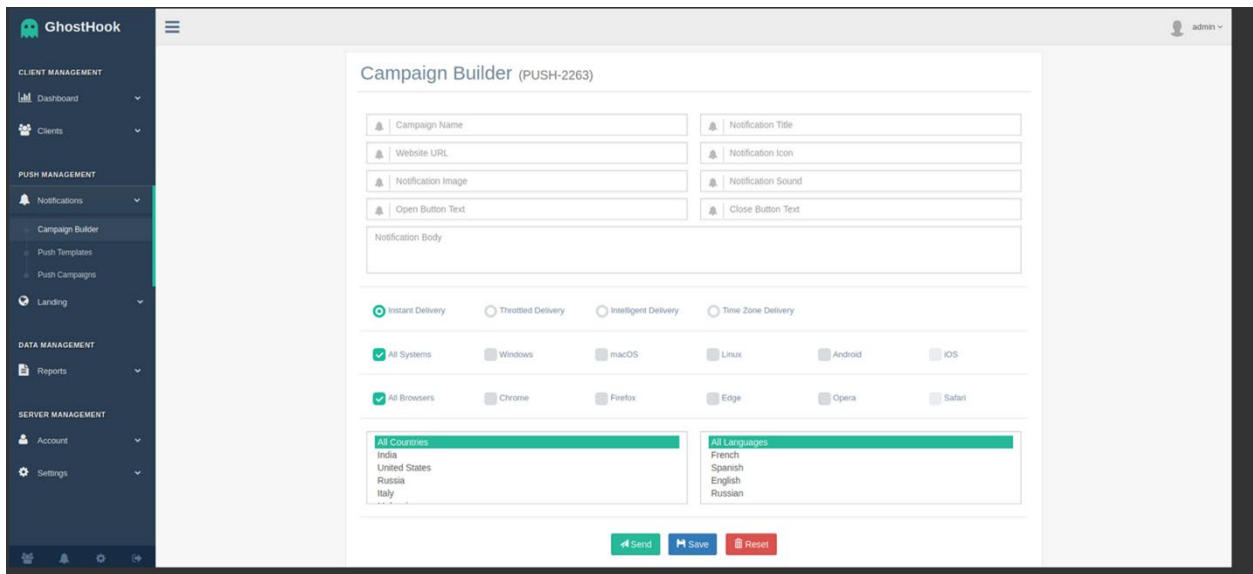 GhostHook
admin
CLIENT MANAGEMENT
Dashboard
Clients
PUSH MANAGEMENT
Notifications
Campaign Builder
Push Templates
Push Campaigns
Landing
DATA MANAGEMENT
Reports
SERVER MANAGEMENT
Account
Settings
Campaign Builder (PUSH-2263)
Campaign Name Notification Title
Website URL Notification Icon
Notification Image Notification Sound
Open Button Text Close Button Text
Notification Body
Instant Delivery Throttled Delivery Intelligent Delivery Time Zone Delivery
All Systems Windows macOS Linux Android iOS
All Browsers Chrome Firefox Edge Opera Safari
All Countries
India
United States
Russia
Italy
All Languages
French
Spanish
English
Russian
Send Save Reset